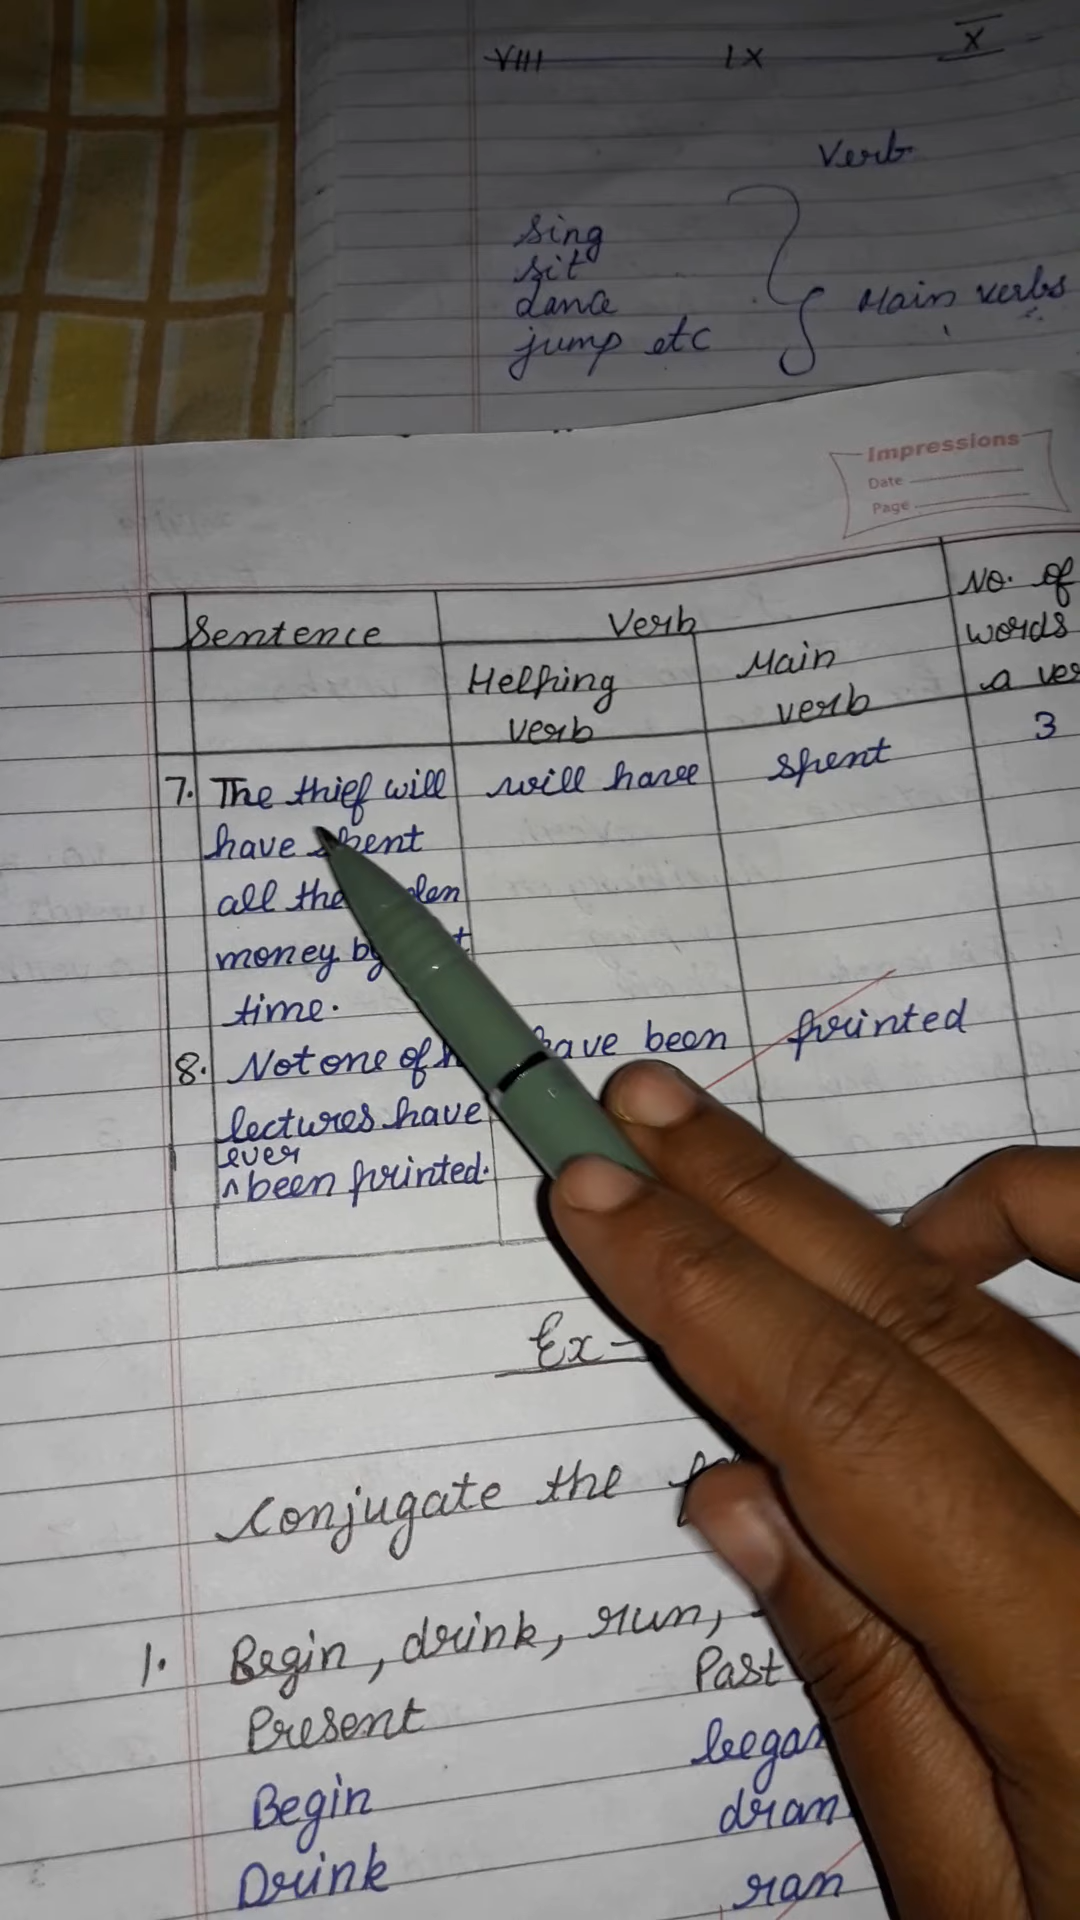 VIII IX X
Verb
sing
sit
dance
jump etc
Main verbs
Impressions
Date
Page
Sentence
Verb
No. of
words
a
Helping
verb
Main
verb
7. The thief will
have spent
all the
money by
time.
will have
spent
3
8. Not one of
lectures have
ever
^ been printed.
have been
printed
Ex-
Conjugate the
1. Begin, drink, run,
Present
Past
Begin
Drink
ran